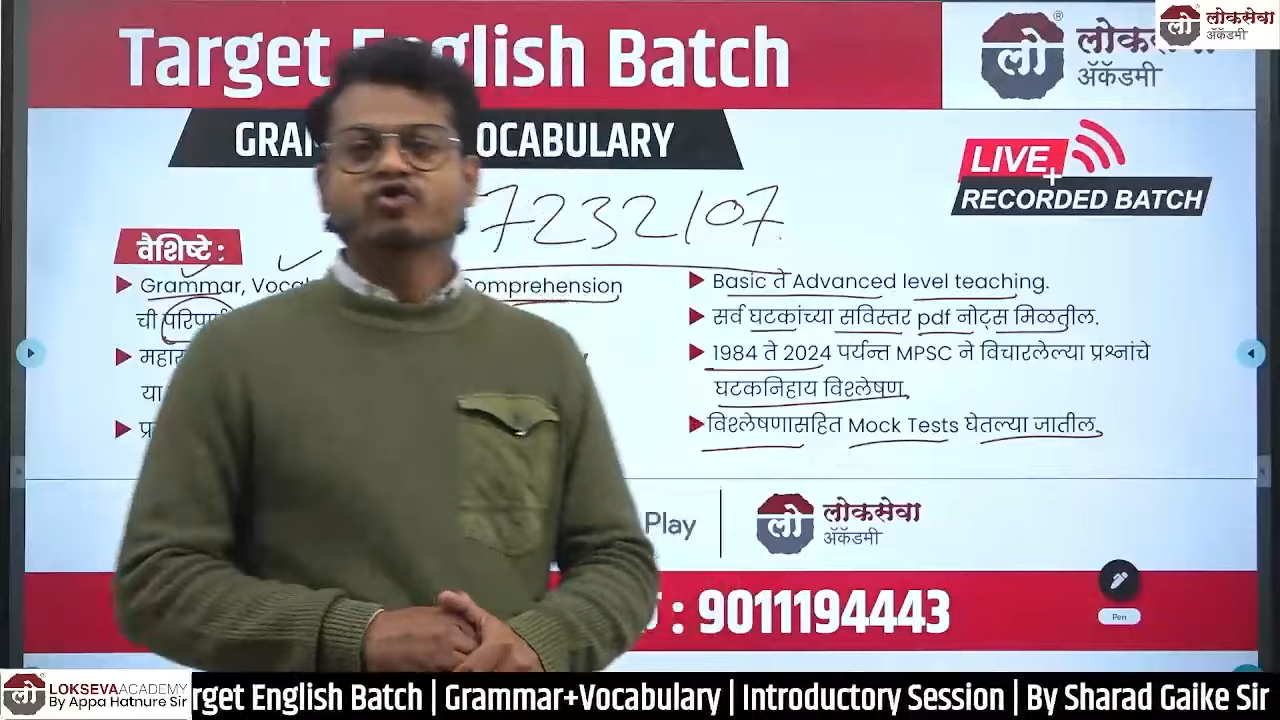 Target English Batch
लोकसेवा
अॅकॅडमी
लो
GRAM OCABULARY
LIVE
+
RECORDED BATCH
7232107
वैशिष्टे :
Grammar, Vocab Comprehension
ची
महारा
या
प्र
Basic ते Advanced level teaching.
सर्व घटकांच्या सविस्तर pdf नोट्स मिळतील.
1984 ते 2024 पर्यन्त MPSC ने विचारलेल्या प्रश्नांचे
घटकनिहाय विश्लेषण.
विश्लेषणासहित Mock Tests घेतल्या जातील.
Play
लो लोकसेवा
अॅकॅडमी
: 9011194443
Pen
लो LOKSEVA ACADEMY
By Appa Hatnure Sir
rget English Batch | Grammar+Vocabulary | Introductory Session | By Sharad Gaike Sir